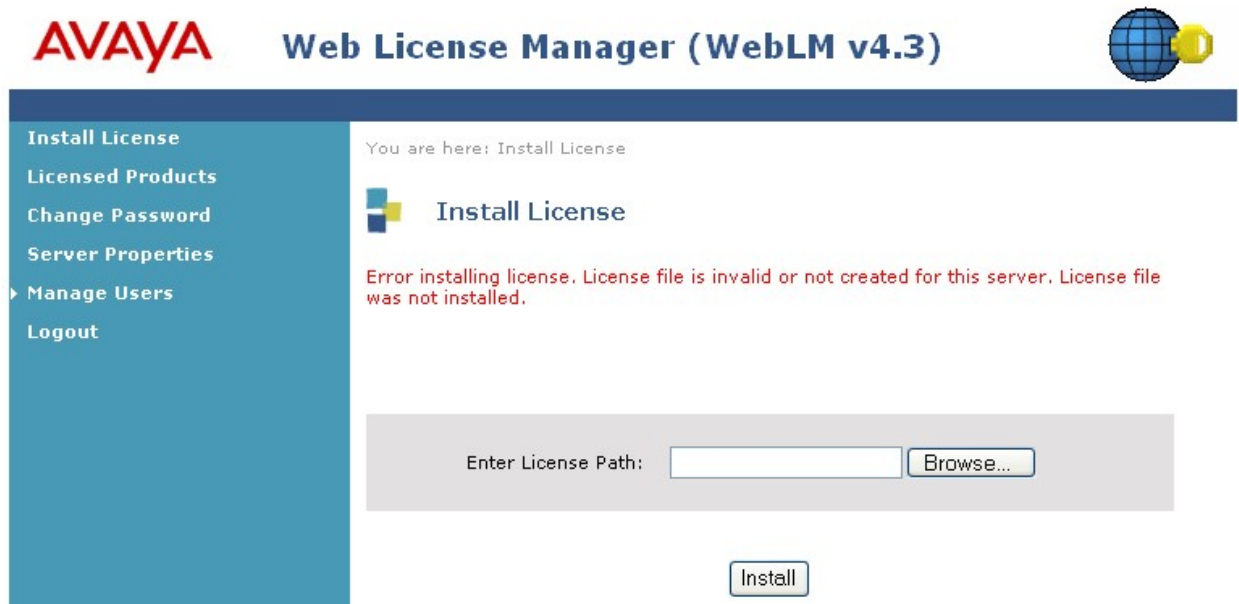 AVAYA
Web License Manager (WebLM v4.3)
Install License
Licensed Products
Change Password
Server Properties
Manage Users
Logout
You are here: Install License
Install License
Error installing license. License file is invalid or not created for this server. License file
was not installed.
Enter License Path:
Browse...
Install